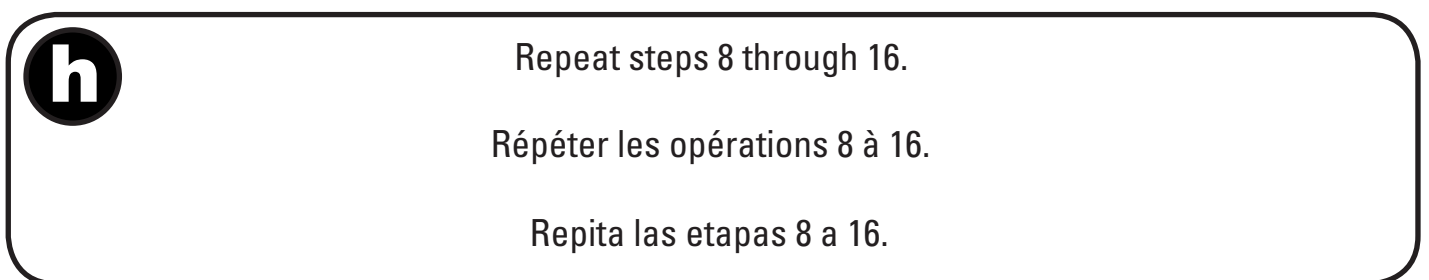 h
Repeat steps 8 through 16.
Répéter les opérations 8 à 16.
Repita las etapas 8 a 16.